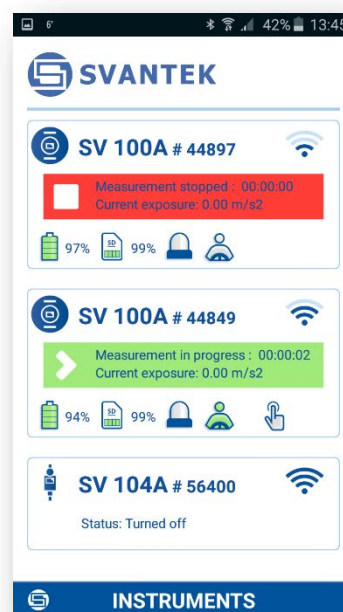 6° 42% 13:45
SVANTEK
SV 100A # 44897
Measurement stopped : 00:00:00
Current exposure: 0.00 m/s2
97% SD 99%
SV 100A # 44849
Measurement in progress : 00:00:02
Current exposure: 0.00 m/s2
94% SD 99%
SV 104A # 56400
Status: Turned off
INSTRUMENTS